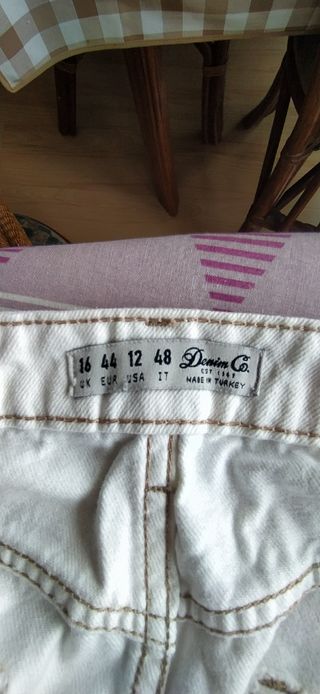 16 44 12 48 Denim Co.
UK EUR USA IT EST 1969
MADE IN TURKEY